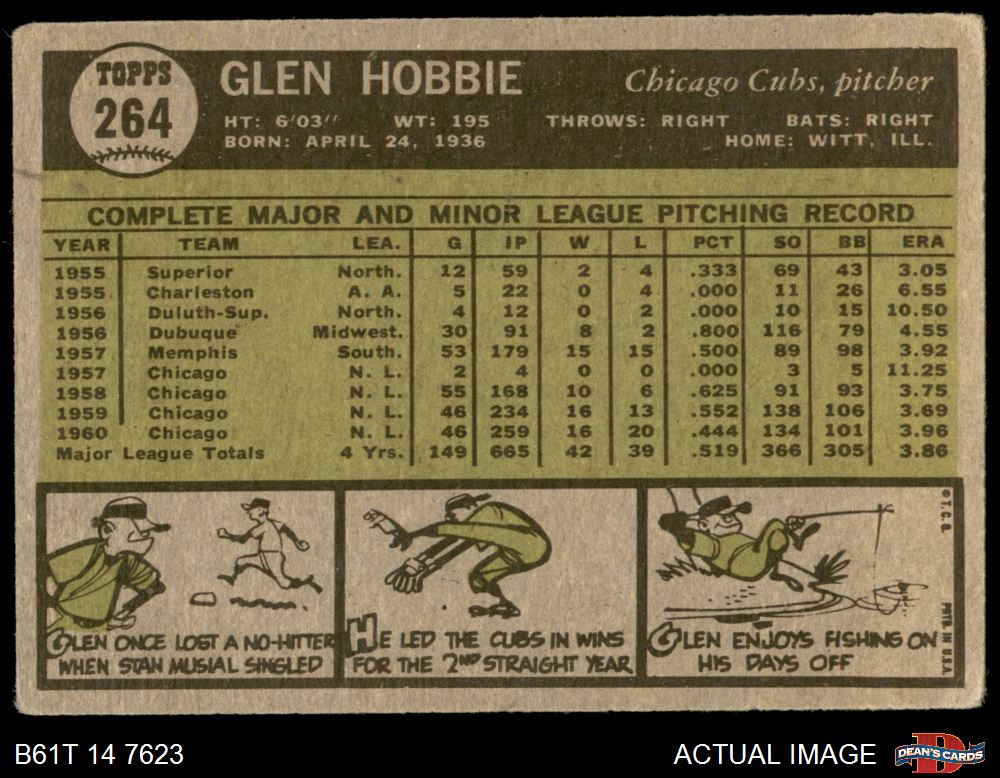 TOPPS
264
GLEN HOBBIE
Chicago Cubs, pitcher
HT: 6'03" WT: 195 THROWS: RIGHT BATS: RIGHT
BORN: APRIL 24, 1936 HOME: WITT, ILL.
COMPLETE MAJOR AND MINOR LEAGUE PITCHING RECORD
YEAR TEAM LEA. G IP W L PCT SO BB ERA
1955 Superior North. 12 59 2 4 .333 69 43 3.05
1955 Charleston A. A. 5 22 0 4 .000 11 26 6.55
1956 Duluth-Sup. North. 4 12 0 2 .000 10 15 10.50
1956 Dubuque Midwest. 30 91 8 2 .800 116 79 4.55
1957 Memphis South. 53 179 15 15 .500 89 98 3.92
1957 Chicago N. L. 2 4 0 0 .000 3 5 11.25
1958 Chicago N. L. 55 168 10 6 .625 91 93 3.75
1959 Chicago N. L. 46 234 16 13 .552 138 106 3.69
1960 Chicago N. L. 46 259 16 20 .444 134 101 3.96
Major League Totals 4 Yrs. 149 665 42 39 .519 366 305 3.86
GLEN ONCE LOST A NO-HITTER
WHEN STAN MUSIAL SINGLED
HE LED THE CUBS IN WINS
FOR THE 2ND STRAIGHT YEAR
GLEN ENJOYS FISHING ON
HIS DAYS OFF
© T.C.G. PRTD. IN U.S.A.
B61T 14 7623
ACTUAL IMAGE
DEAN'S CARDS